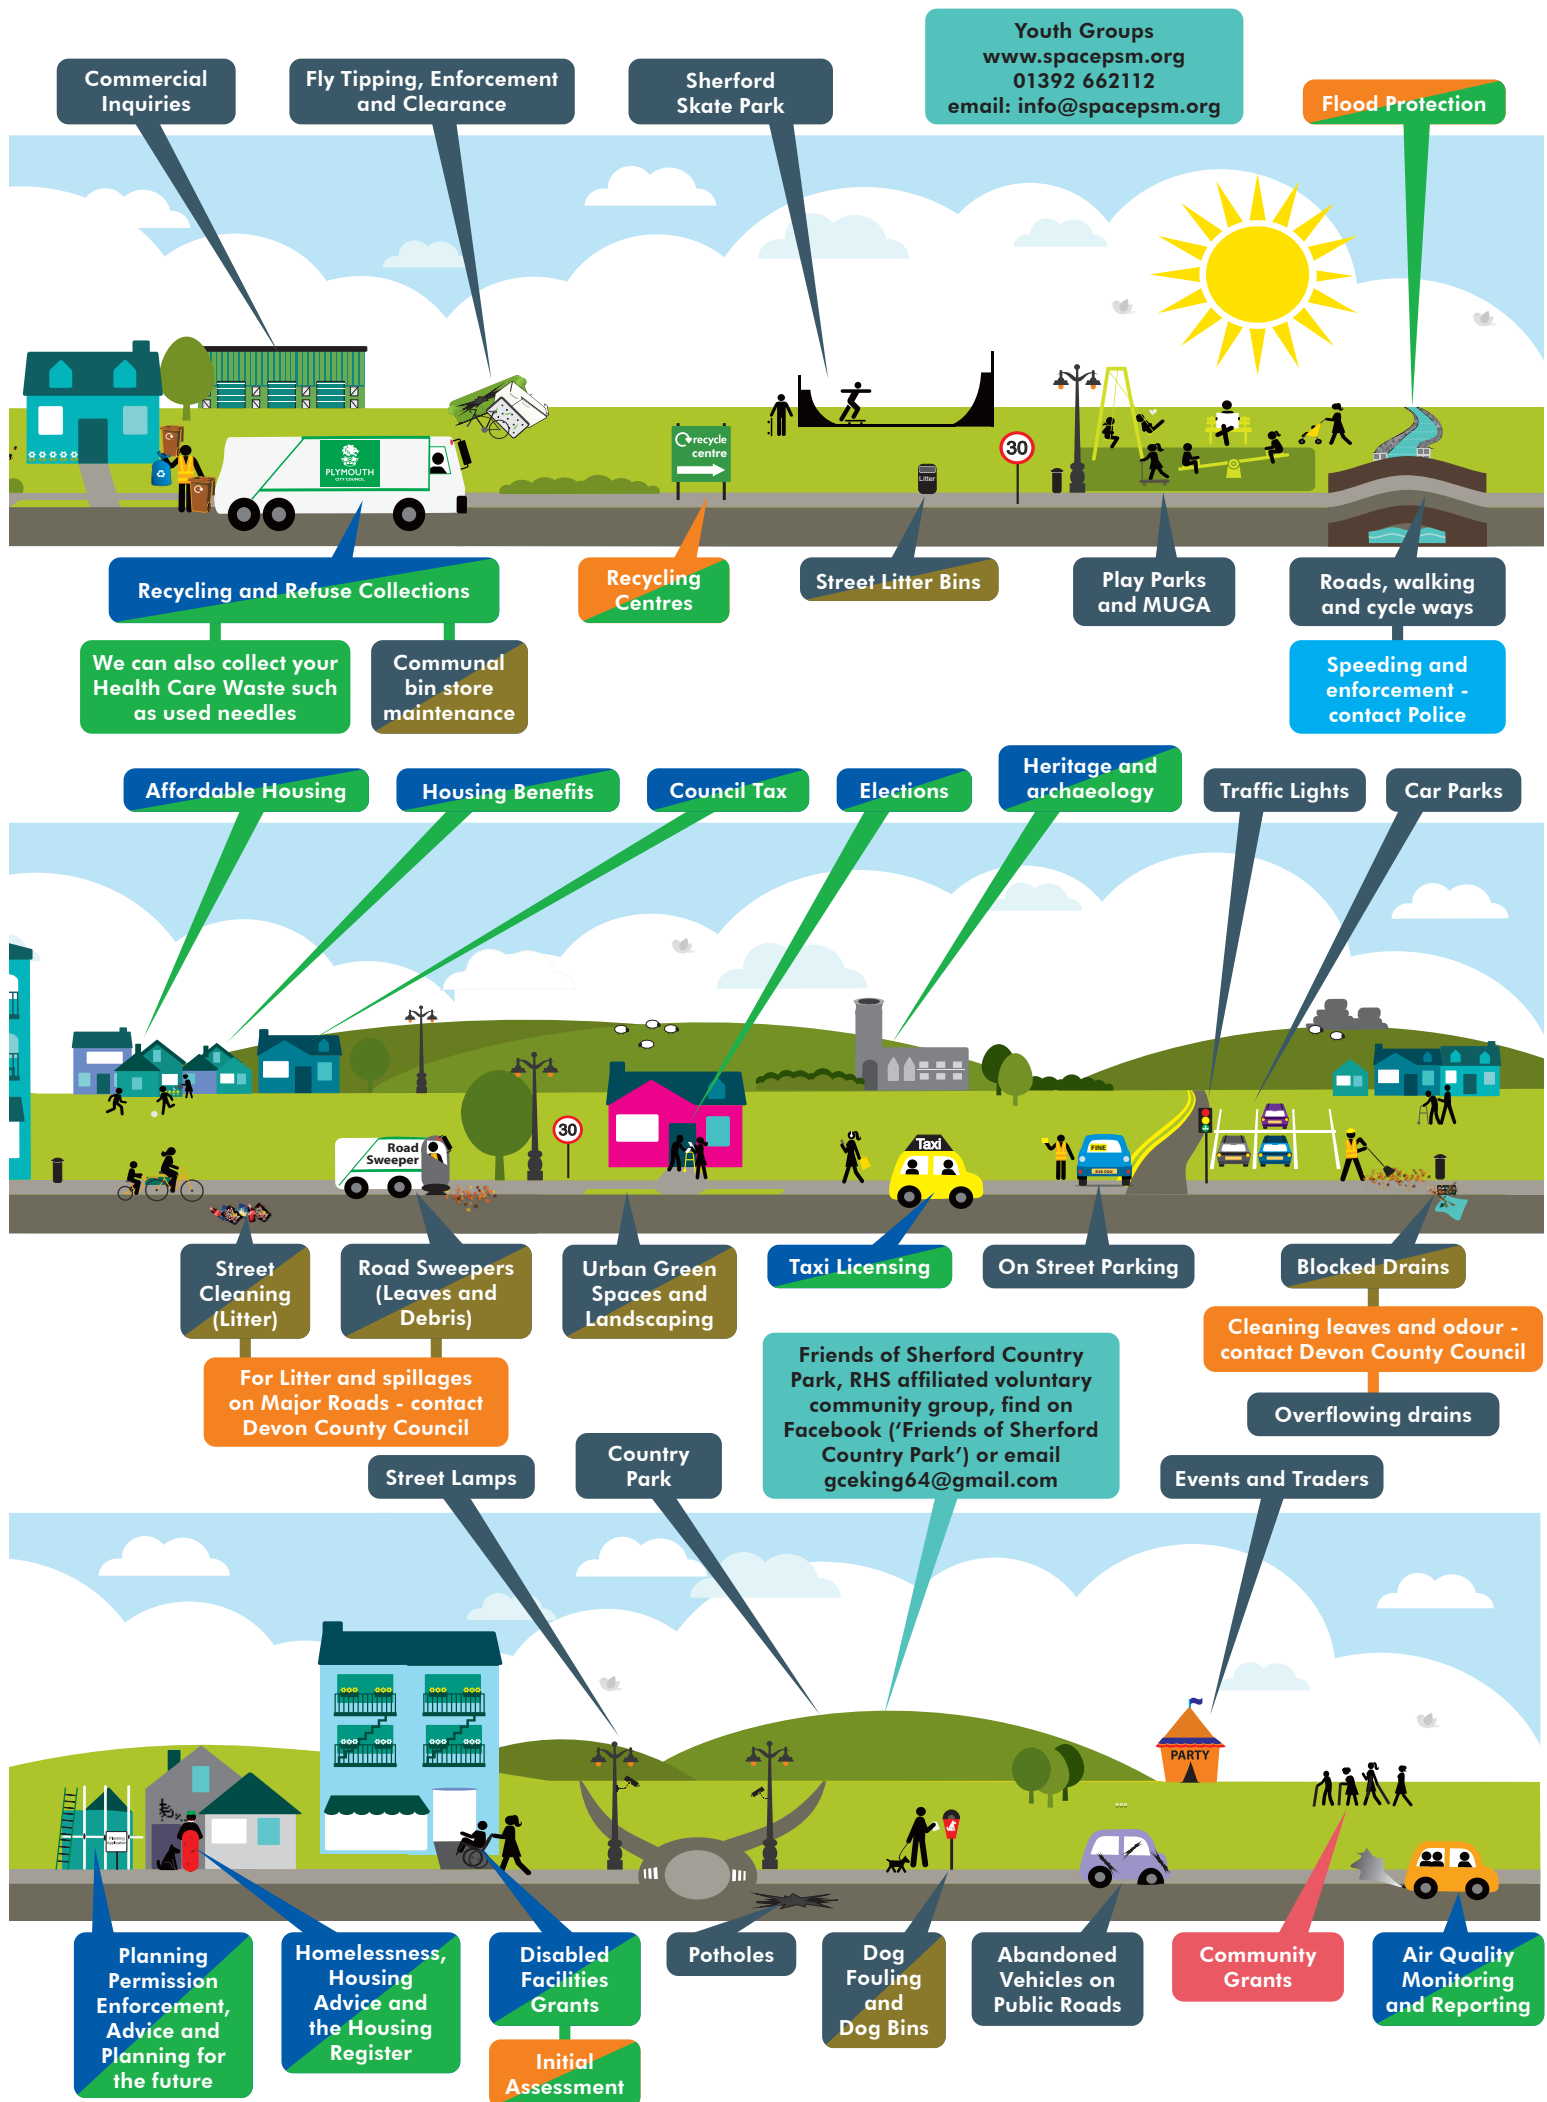 Youth Groups
www.spacepsm.org
01392 662112
email: info@spacepsm.org
Commercial
Inquiries
Fly Tipping, Enforcement
and Clearance
Sherford
Skate Park
Flood Protection
PLYMOUTH
CITY COUNCIL
recycle
centre
Litter
30
Recycling and Refuse Collections
We can also collect your
Health Care Waste such
as used needles
Communal
bin store
maintenance
Recycling
Centres
Street Litter Bins
Play Parks
and MUGA
Roads, walking
and cycle ways
Speeding and
enforcement -
contact Police
Affordable Housing
Housing Benefits
Council Tax
Elections
Heritage and
archaeology
Traffic Lights
Car Parks
Road
Sweeper
30
Taxi
FINE
Street
Cleaning
(Litter)
Road Sweepers
(Leaves and
Debris)
For Litter and spillages
on Major Roads - contact
Devon County Council
Urban Green
Spaces and
Landscaping
Taxi Licensing
On Street Parking
Blocked Drains
Cleaning leaves and odour -
contact Devon County Council
Overflowing drains
Street Lamps
Country
Park
Friends of Sherford Country
Park, RHS affiliated voluntary
community group, find on
Facebook (‘Friends of Sherford
Country Park’) or email
gceking64@gmail.com
Events and Traders
PARTY
Planning
Application
Planning
Permission
Enforcement,
Advice and
Planning for
the future
Homelessness,
Housing
Advice and
the Housing
Register
Disabled
Facilities
Grants
Initial
Assessment
Potholes
Dog
Fouling
and
Dog Bins
Abandoned
Vehicles on
Public Roads
Community
Grants
Air Quality
Monitoring
and Reporting